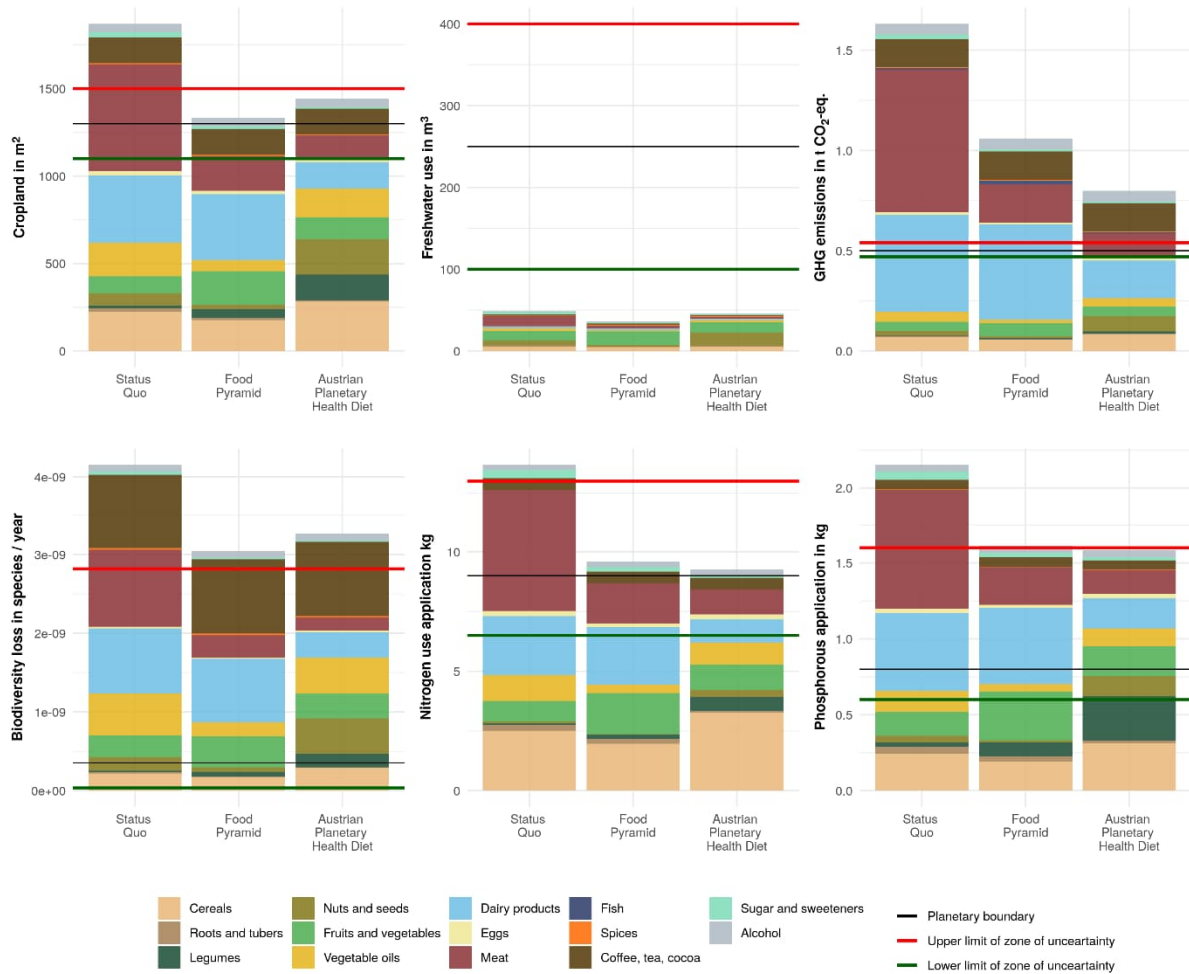 Cropland in m²
1500
1000
500
0
Status
Quo
Food
Pyramid
Austrian
Planetary
Health Diet
Freshwater use in m³
400
300
200
100
0
Status
Quo
Food
Pyramid
Austrian
Planetary
Health Diet
GHG emissions in t CO₂-eq.
1.5
1.0
0.5
0.0
Status
Quo
Food
Pyramid
Austrian
Planetary
Health Diet
Biodiversity loss in species / year
4e-09
3e-09
2e-09
1e-09
0e+00
Status
Quo
Food
Pyramid
Austrian
Planetary
Health Diet
Nitrogen use application kg
10
5
0
Status
Quo
Food
Pyramid
Austrian
Planetary
Health Diet
Phosphorous application in kg
2.0
1.5
1.0
0.5
0.0
Status
Quo
Food
Pyramid
Austrian
Planetary
Health Diet
Cereals
Roots and tubers
Legumes
Nuts and seeds
Fruits and vegetables
Vegetable oils
Dairy products
Eggs
Meat
Fish
Spices
Coffee, tea, cocoa
Sugar and sweeteners
Alcohol
Planetary boundary
Upper limit of zone of uncertainty
Lower limit of zone of uncertainty